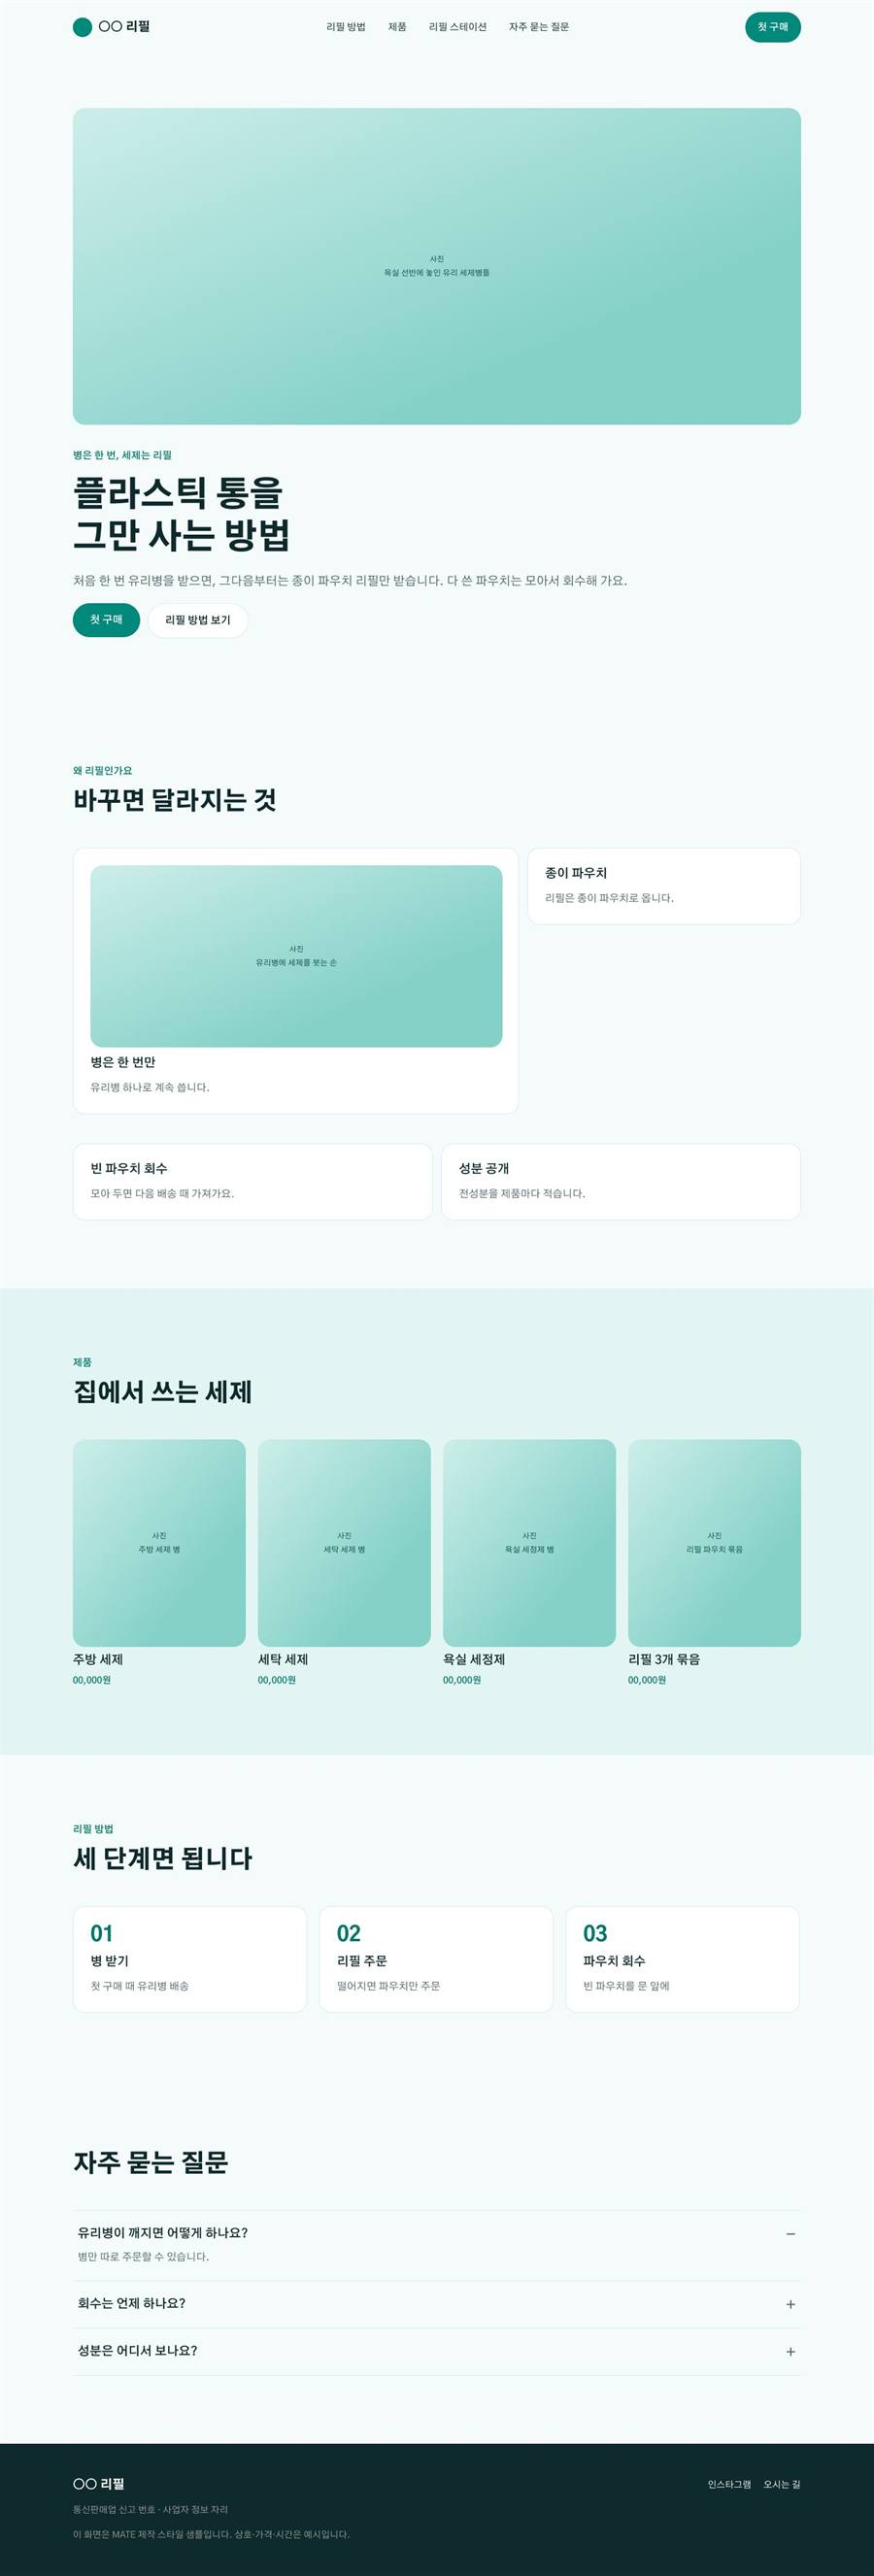 〇〇 리필
리필 방법
제품
리필 스테이션
자주 묻는 질문
첫 구매
사진
욕실 선반에 놓인 유리 세제병들
병은 한 번, 세제는 리필
플라스틱 통을
그만 사는 방법
처음 한 번 유리병을 받으면, 그다음부터는 종이 파우치 리필만 받습니다. 다 쓴 파우치는 모아서 회수해 가요.
첫 구매
리필 방법 보기
왜 리필인가요
바꾸면 달라지는 것
사진
유리병에 세제를 붓는 손
병은 한 번만
유리병 하나로 계속 씁니다.
종이 파우치
리필은 종이 파우치로 옵니다.
빈 파우치 회수
모아 두면 다음 배송 때 가져가요.
성분 공개
전성분을 제품마다 적습니다.
제품
집에서 쓰는 세제
사진
주방 세제 병
주방 세제
00,000원
사진
세탁 세제 병
세탁 세제
00,000원
사진
욕실 세정제 병
욕실 세정제
00,000원
사진
리필 파우치 묶음
리필 3개 묶음
00,000원
리필 방법
세 단계면 됩니다
01
병 받기
첫 구매 때 유리병 배송
02
리필 주문
떨어지면 파우치만 주문
03
파우치 회수
빈 파우치를 문 앞에
자주 묻는 질문
유리병이 깨지면 어떻게 하나요?
병만 따로 주문할 수 있습니다.
회수는 언제 하나요?
성분은 어디서 보나요?
〇〇 리필
통신판매업 신고 번호 · 사업자 정보 자리
이 화면은 MATE 제작 스타일 샘플입니다. 상호·가격·시간은 예시입니다.
인스타그램
오시는 길